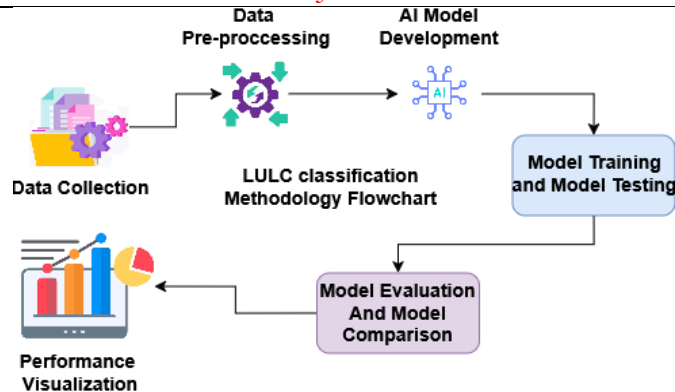 Data
Pre-proccessing
AI Model
Development
AI
Data Collection
LULC classification
Methodology Flowchart
Model Training
and Model Testing
Model Evaluation
And Model
Comparison
Performance
Visualization